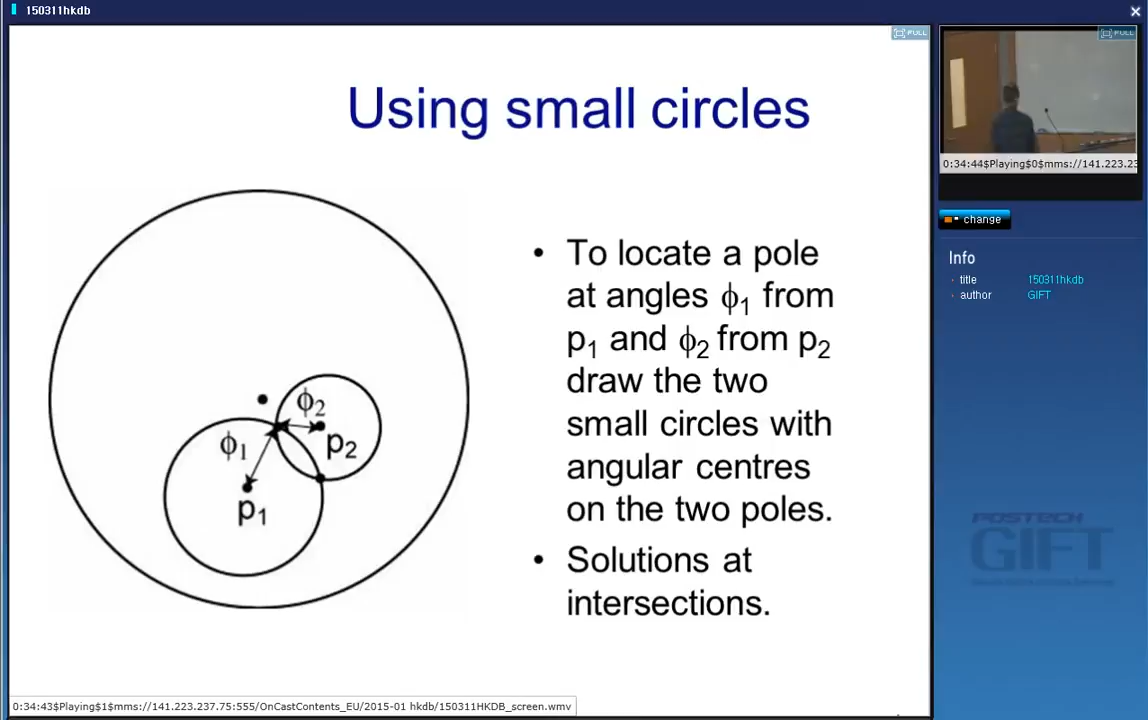 150311hkdb
FULL
Using small circles
• To locate a pole
at angles ϕ1 from
p1 and ϕ2 from p2
draw the two
small circles with
angular centres
on the two poles.
• Solutions at
intersections.
ϕ2
ϕ1
p2
p1
0:34:43$Playing$1$mms://141.223.237.75:555/OnCastContents_EU/2015-01 hkdb/150311HKDB_screen.wmv
FULL
0:34:44$Playing$0$mms://141.223.23
change
Info
title 150311hkdb
author GIFT
POSTECH
GIFT